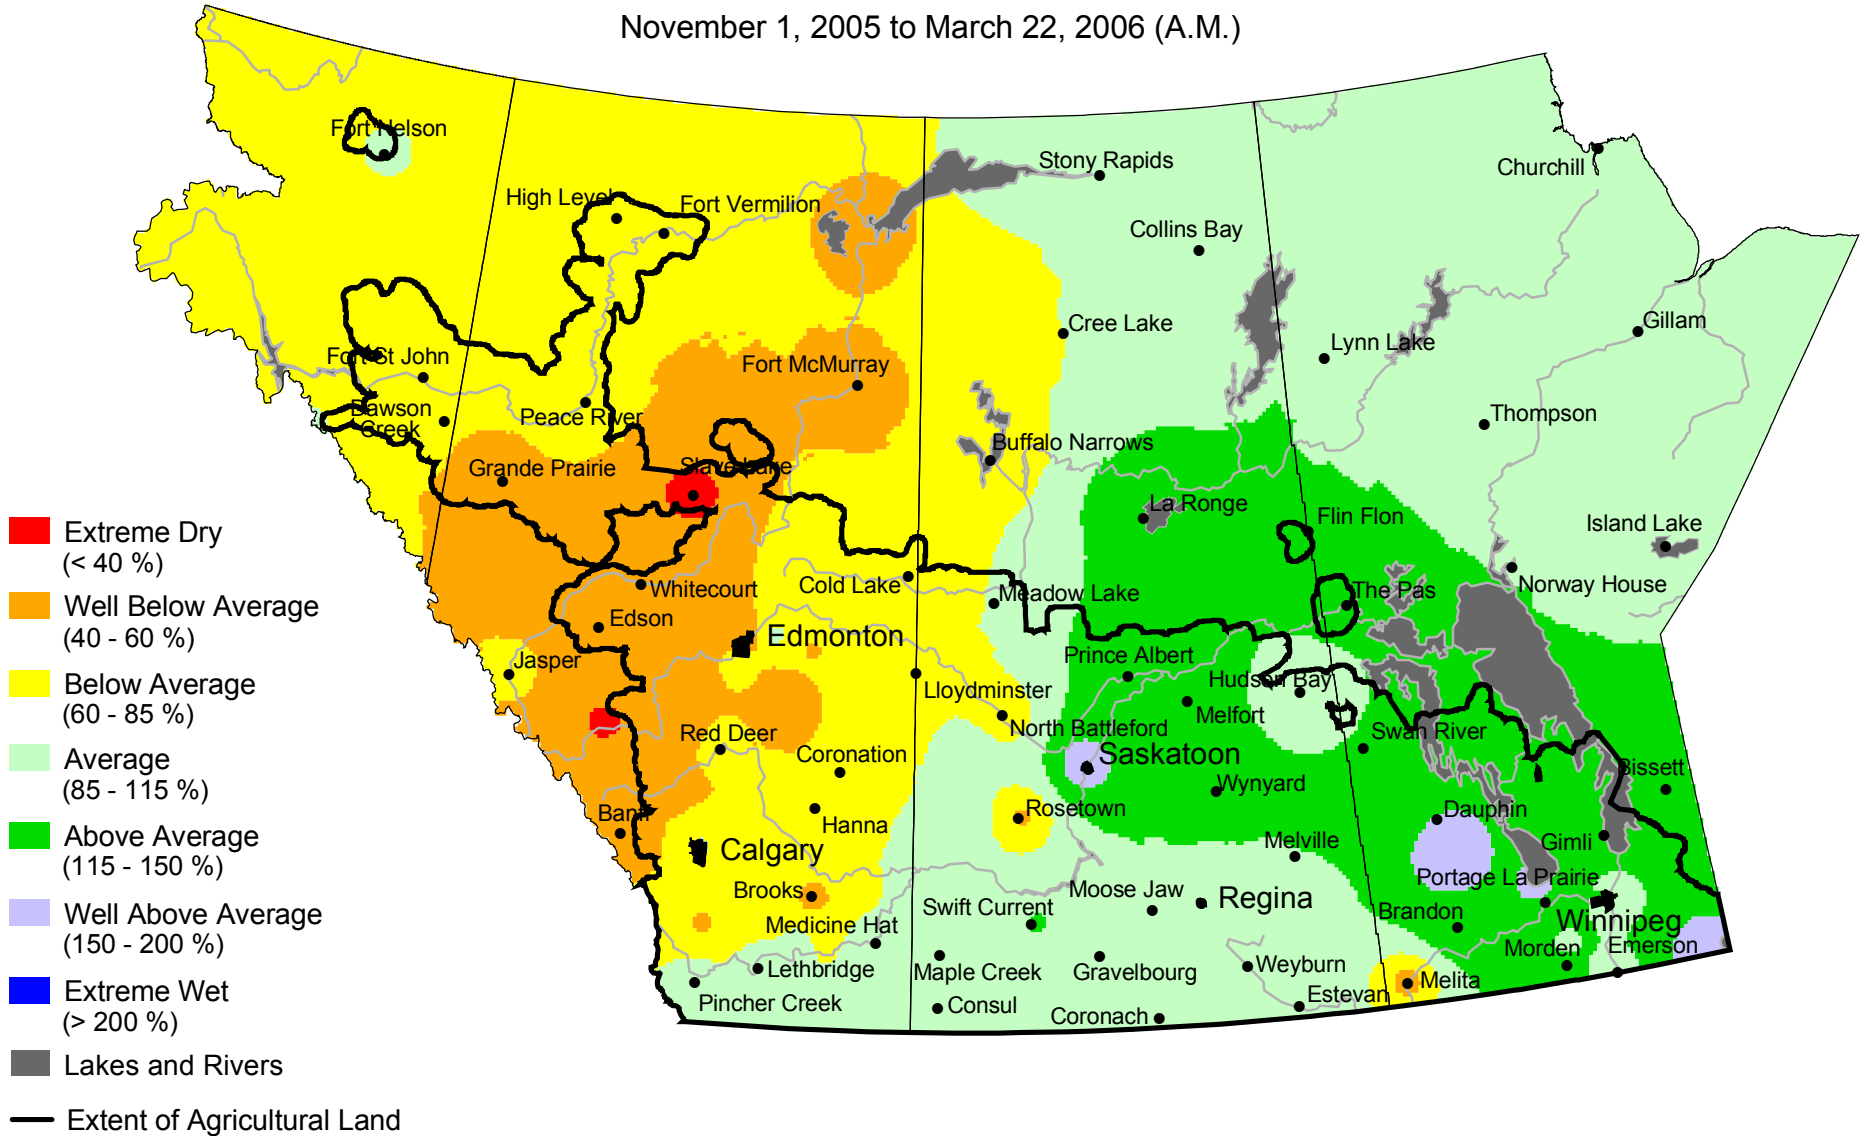 November 1, 2005 to March 22, 2006 (A.M.)
Fort Nelson
Stony Rapids
Churchill
High Level
Fort Vermilion
Collins Bay
Cree Lake
Gillam
Lynn Lake
Fort St John
Fort McMurray
Dawson
Creek
Peace River
Thompson
Buffalo Narrows
Grande Prairie
Slave Lake
La Ronge
Flin Flon
Island Lake
Whitecourt
Cold Lake
Meadow Lake
The Pas
Norway House
Edson
Edmonton
Jasper
Prince Albert
Hudson Bay
Lloydminster
Melfort
North Battleford
Red Deer
Swan River
Coronation
Saskatoon
Bissett
Wynyard
Banff
Hanna
Rosetown
Dauphin
Calgary
Melville
Gimli
Brooks
Moose Jaw
Regina
Portage La Prairie
Swift Current
Brandon
Winnipeg
Medicine Hat
Morden
Emerson
Lethbridge
Maple Creek
Gravelbourg
Weyburn
Melita
Pincher Creek
Consul
Coronach
Estevan
Extreme Dry
(< 40 %)
Well Below Average
(40 - 60 %)
Below Average
(60 - 85 %)
Average
(85 - 115 %)
Above Average
(115 - 150 %)
Well Above Average
(150 - 200 %)
Extreme Wet
(> 200 %)
Lakes and Rivers
Extent of Agricultural Land